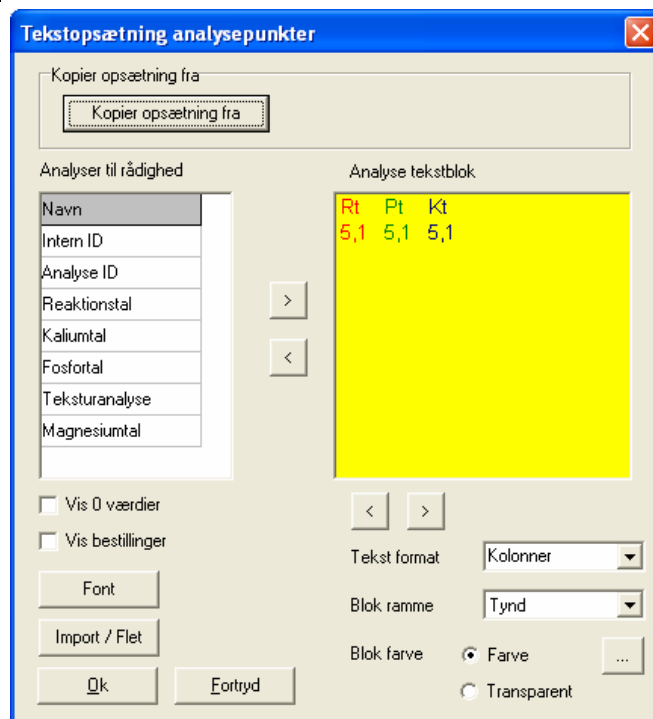 Tekstopsætning analysepunkter
Kopier opsætning fra
Kopier opsætning fra
Analyser til rådighed
Navn
Intern ID
Analyse ID
Reaktionstal
Kaliumtal
Fosfortal
Teksturanalyse
Magnesiumtal
Analyse tekstblok
Rt Pt Kt
5,1 5,1 5,1
>
<
Vis 0 værdier
Vis bestillinger
Font
Import / Flet
Ok Fortryd
< >
Tekst format Kolonner
Blok ramme Tynd
Blok farve Farve ...
Transparent